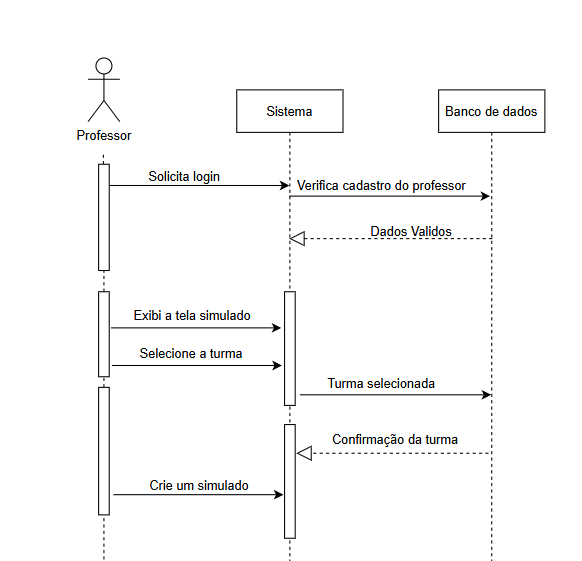 Sistema
Banco de dados
Professor
Solicita login
Verifica cadastro do professor
Dados Validos
Exibi a tela simulado
Selecione a turma
Turma selecionada
Confirmação da turma
Crie um simulado